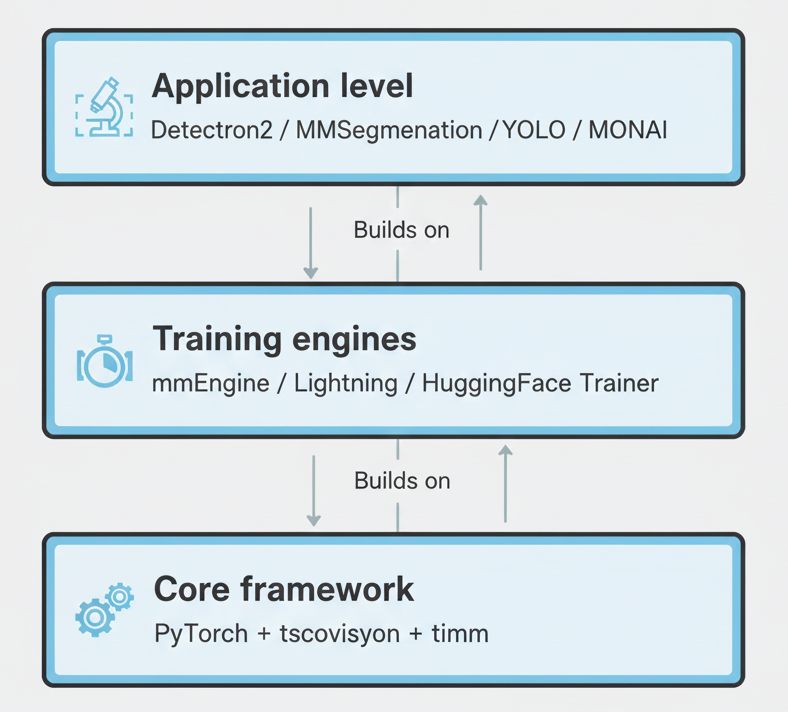 Application level
Detectron2 / MMSegmenation / YOLO / MONAI
Builds on
Training engines
mmEngine / Lightning / HuggingFace Trainer
Builds on
Core framework
PyTorch + tscovisyon + timm